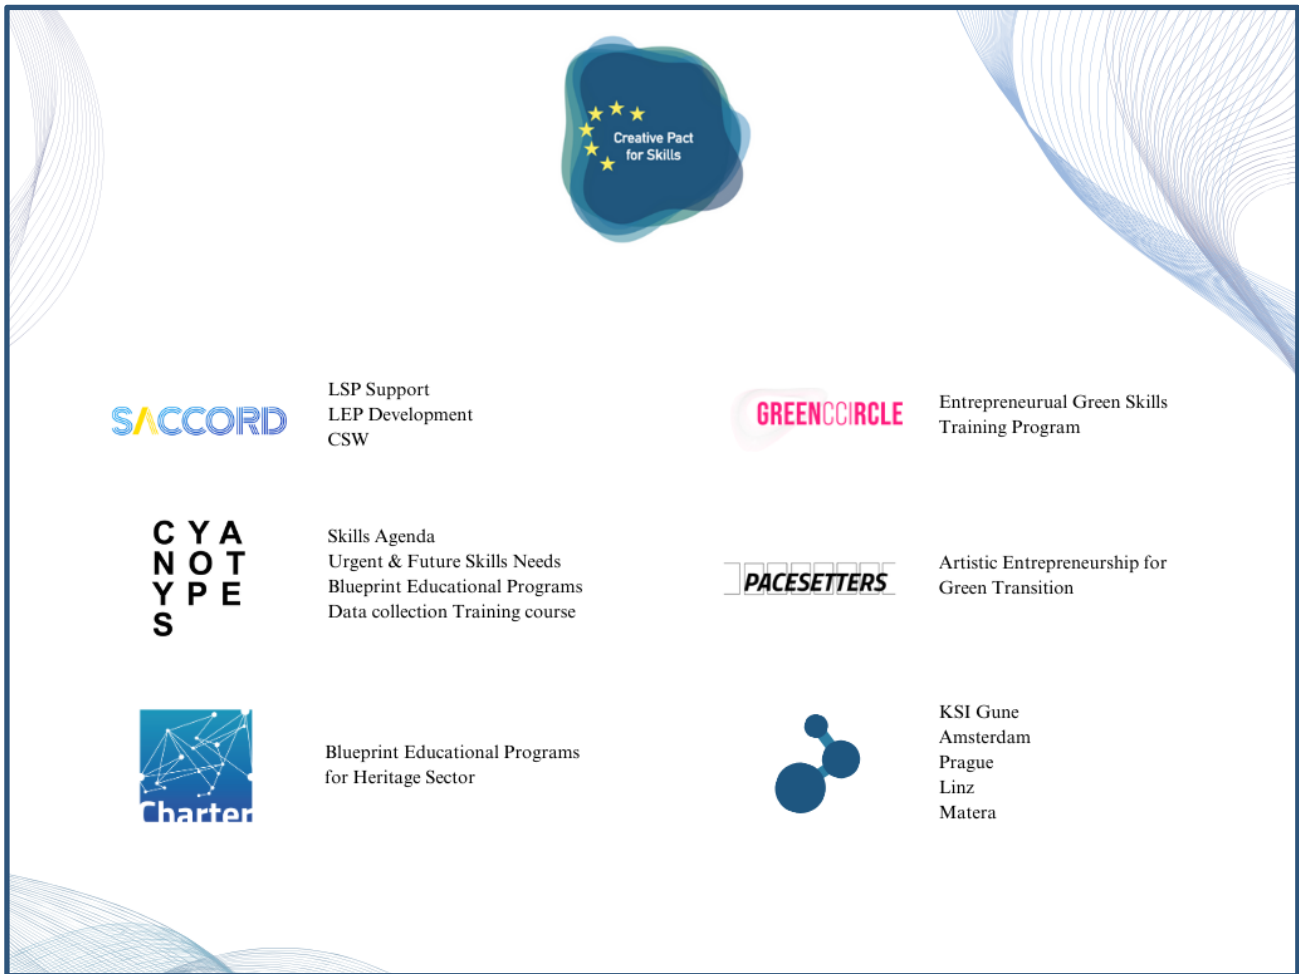 Creative Pact
for Skills
SACCORD
LSP Support
LEP Development
CSW
GREENCCIRCLE
Entrepreneurual Green Skills
Training Program
C Y A
N O T
Y P E
S
Skills Agenda
Urgent & Future Skills Needs
Blueprint Educational Programs
Data collection Training course
PACESETTERS
Artistic Entrepreneurship for
Green Transition
Charter
Blueprint Educational Programs
for Heritage Sector
KSI Gune
Amsterdam
Prague
Linz
Matera